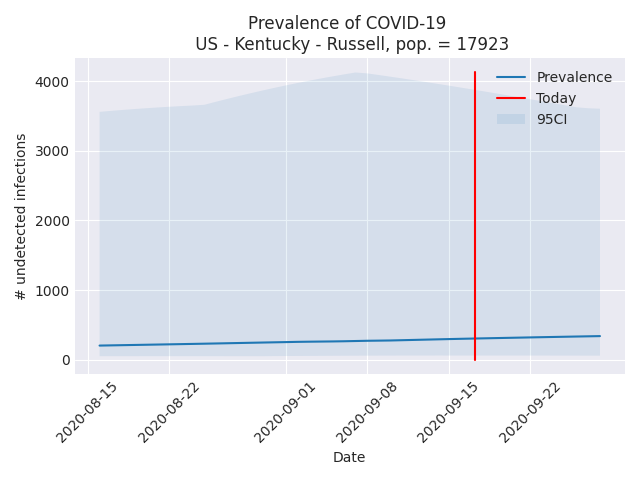 Prevalence of COVID-19
US - Kentucky - Russell, pop. = 17923
Prevalence
Today
95CI
# undetected infections
4000
3000
2000
1000
0
2020-08-15
2020-08-22
2020-09-01
2020-09-08
2020-09-15
2020-09-22
Date